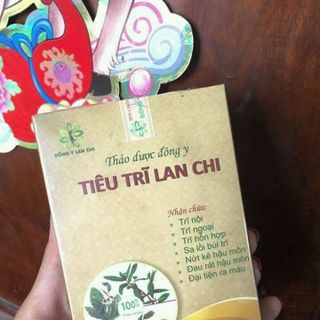 ĐÔNG Y LAN CHI
Thảo dược đông y
TIÊU TRĨ LAN CHI
Nhận chữa:
• Trĩ nội
• Trĩ ngoại
• Trĩ hỗn hợp
• Sa lồi búi trĩ
• Nứt kẽ hậu môn
• Đau rát hậu môn
• Đại tiện ra máu
100%